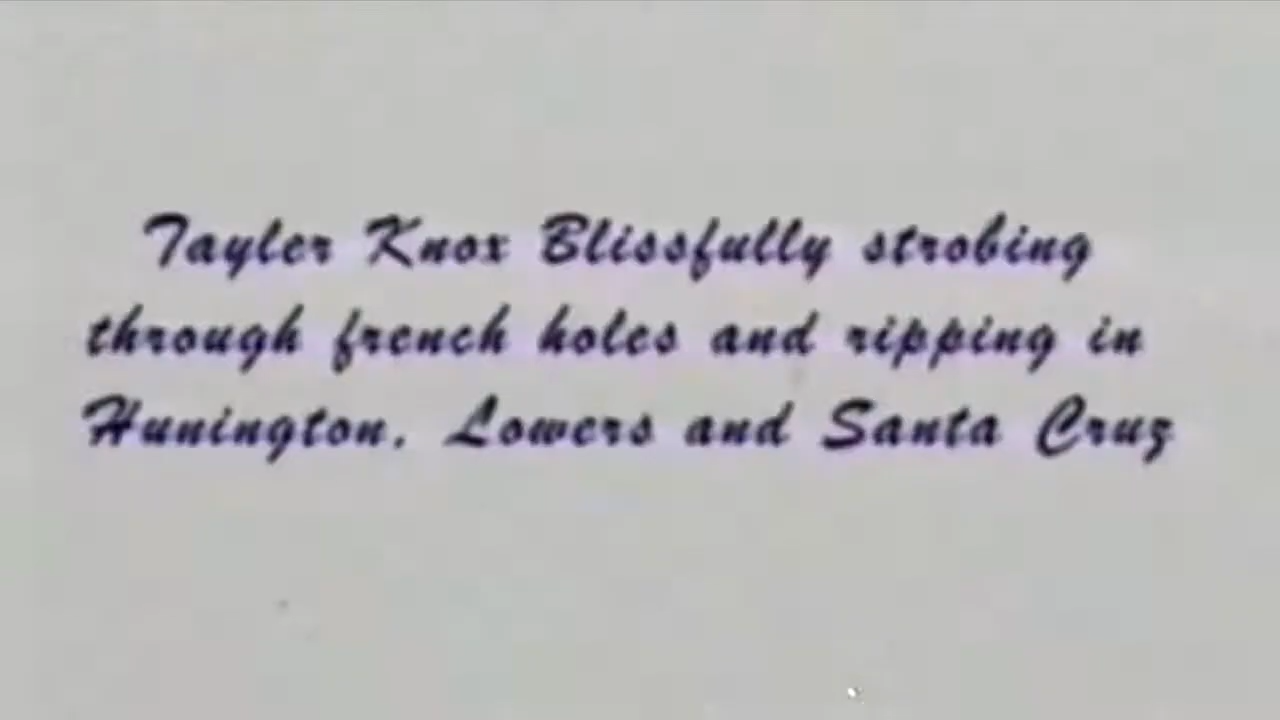 Tayler Knox Blissfully strobing
through french holes and ripping in
Hunington, Lowers and Santa Cruz